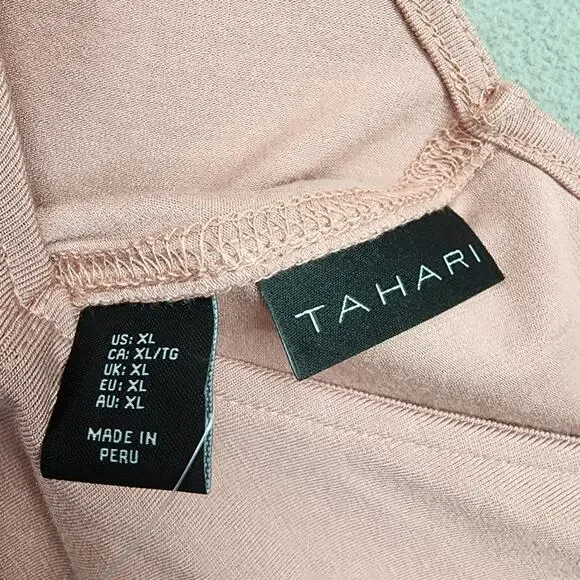 TAHARI
US: XL
CA: XL/TG
UK: XL
EU: XL
AU: XL
MADE IN
PERU